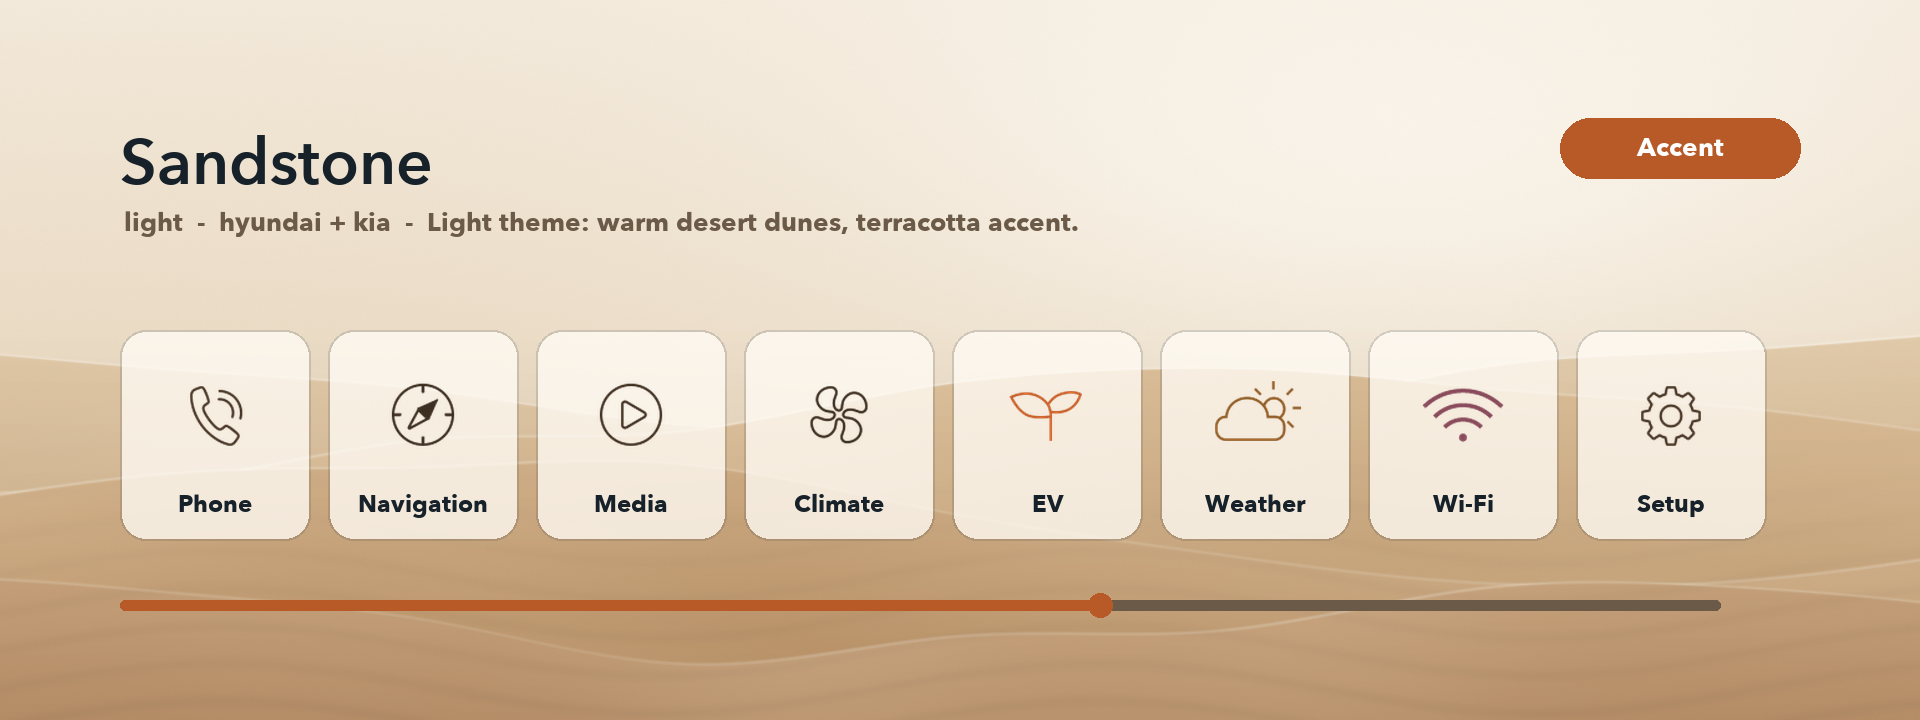 Sandstone
Accent
light - hyundai + kia - Light theme: warm desert dunes, terracotta accent.
Phone
Navigation
Media
Climate
EV
Weather
Wi-Fi
Setup